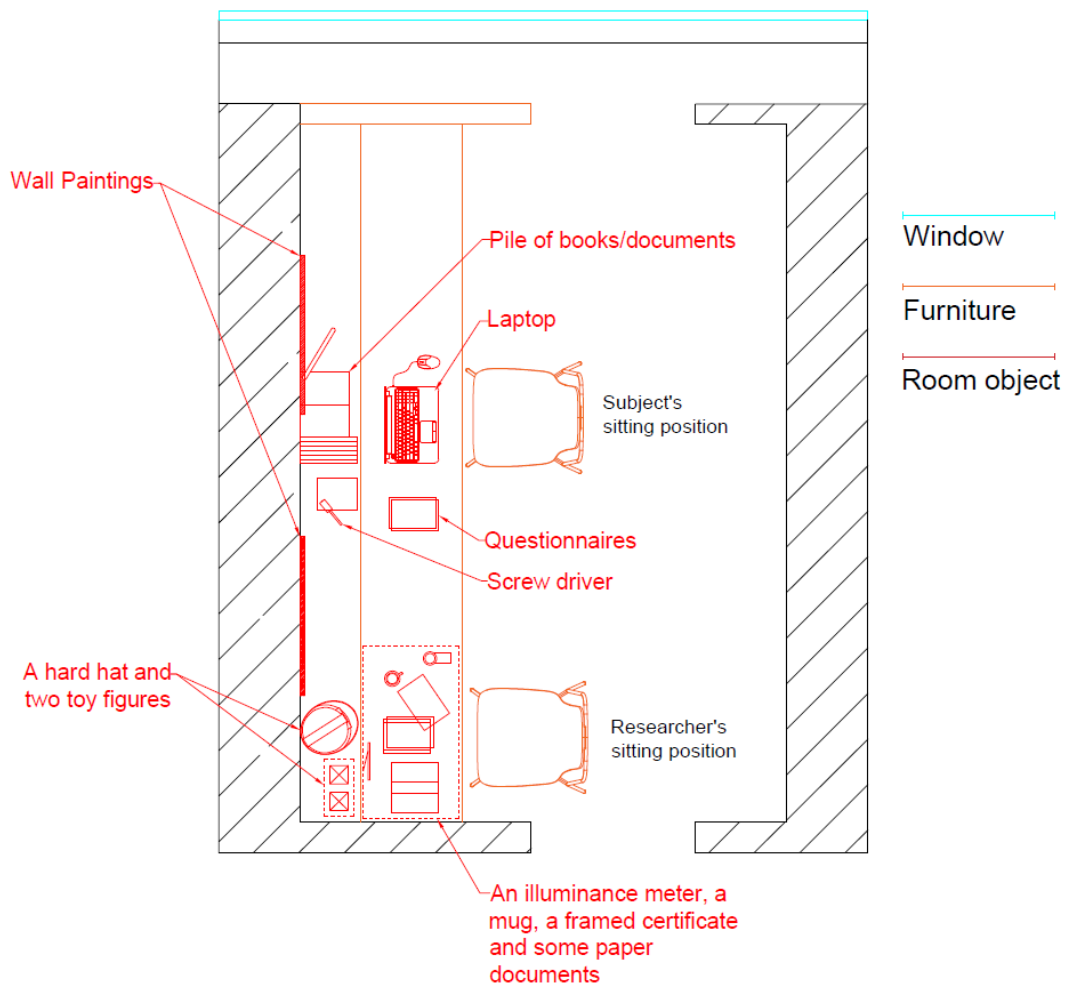 Wall Paintings
Pile of books/documents
Window
Furniture
Laptop
Room object
Subject's
sitting position
Questionnaires
Screw driver
A hard hat and
two toy figures
Researcher's
sitting position
An illuminance meter, a
mug, a framed certificate
and some paper
documents